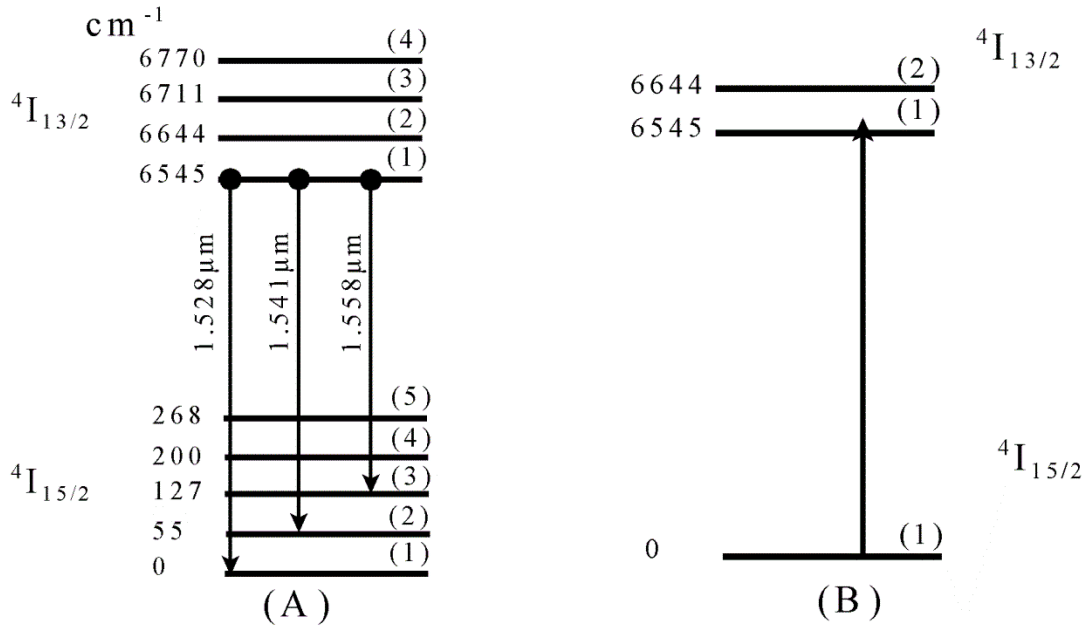 cm⁻¹
6770 (4)
⁴I₁₃/₂ 6711 (3)
6644 (2)
6545 (1)
1.528μm 1.541μm 1.558μm
268 (5)
200 (4)
⁴I₁₅/₂ 127 (3)
55 (2)
0 (1)
(A)
⁴I₁₃/₂
6644 (2)
6545 (1)
⁴I₁₅/₂
0 (1)
(B)